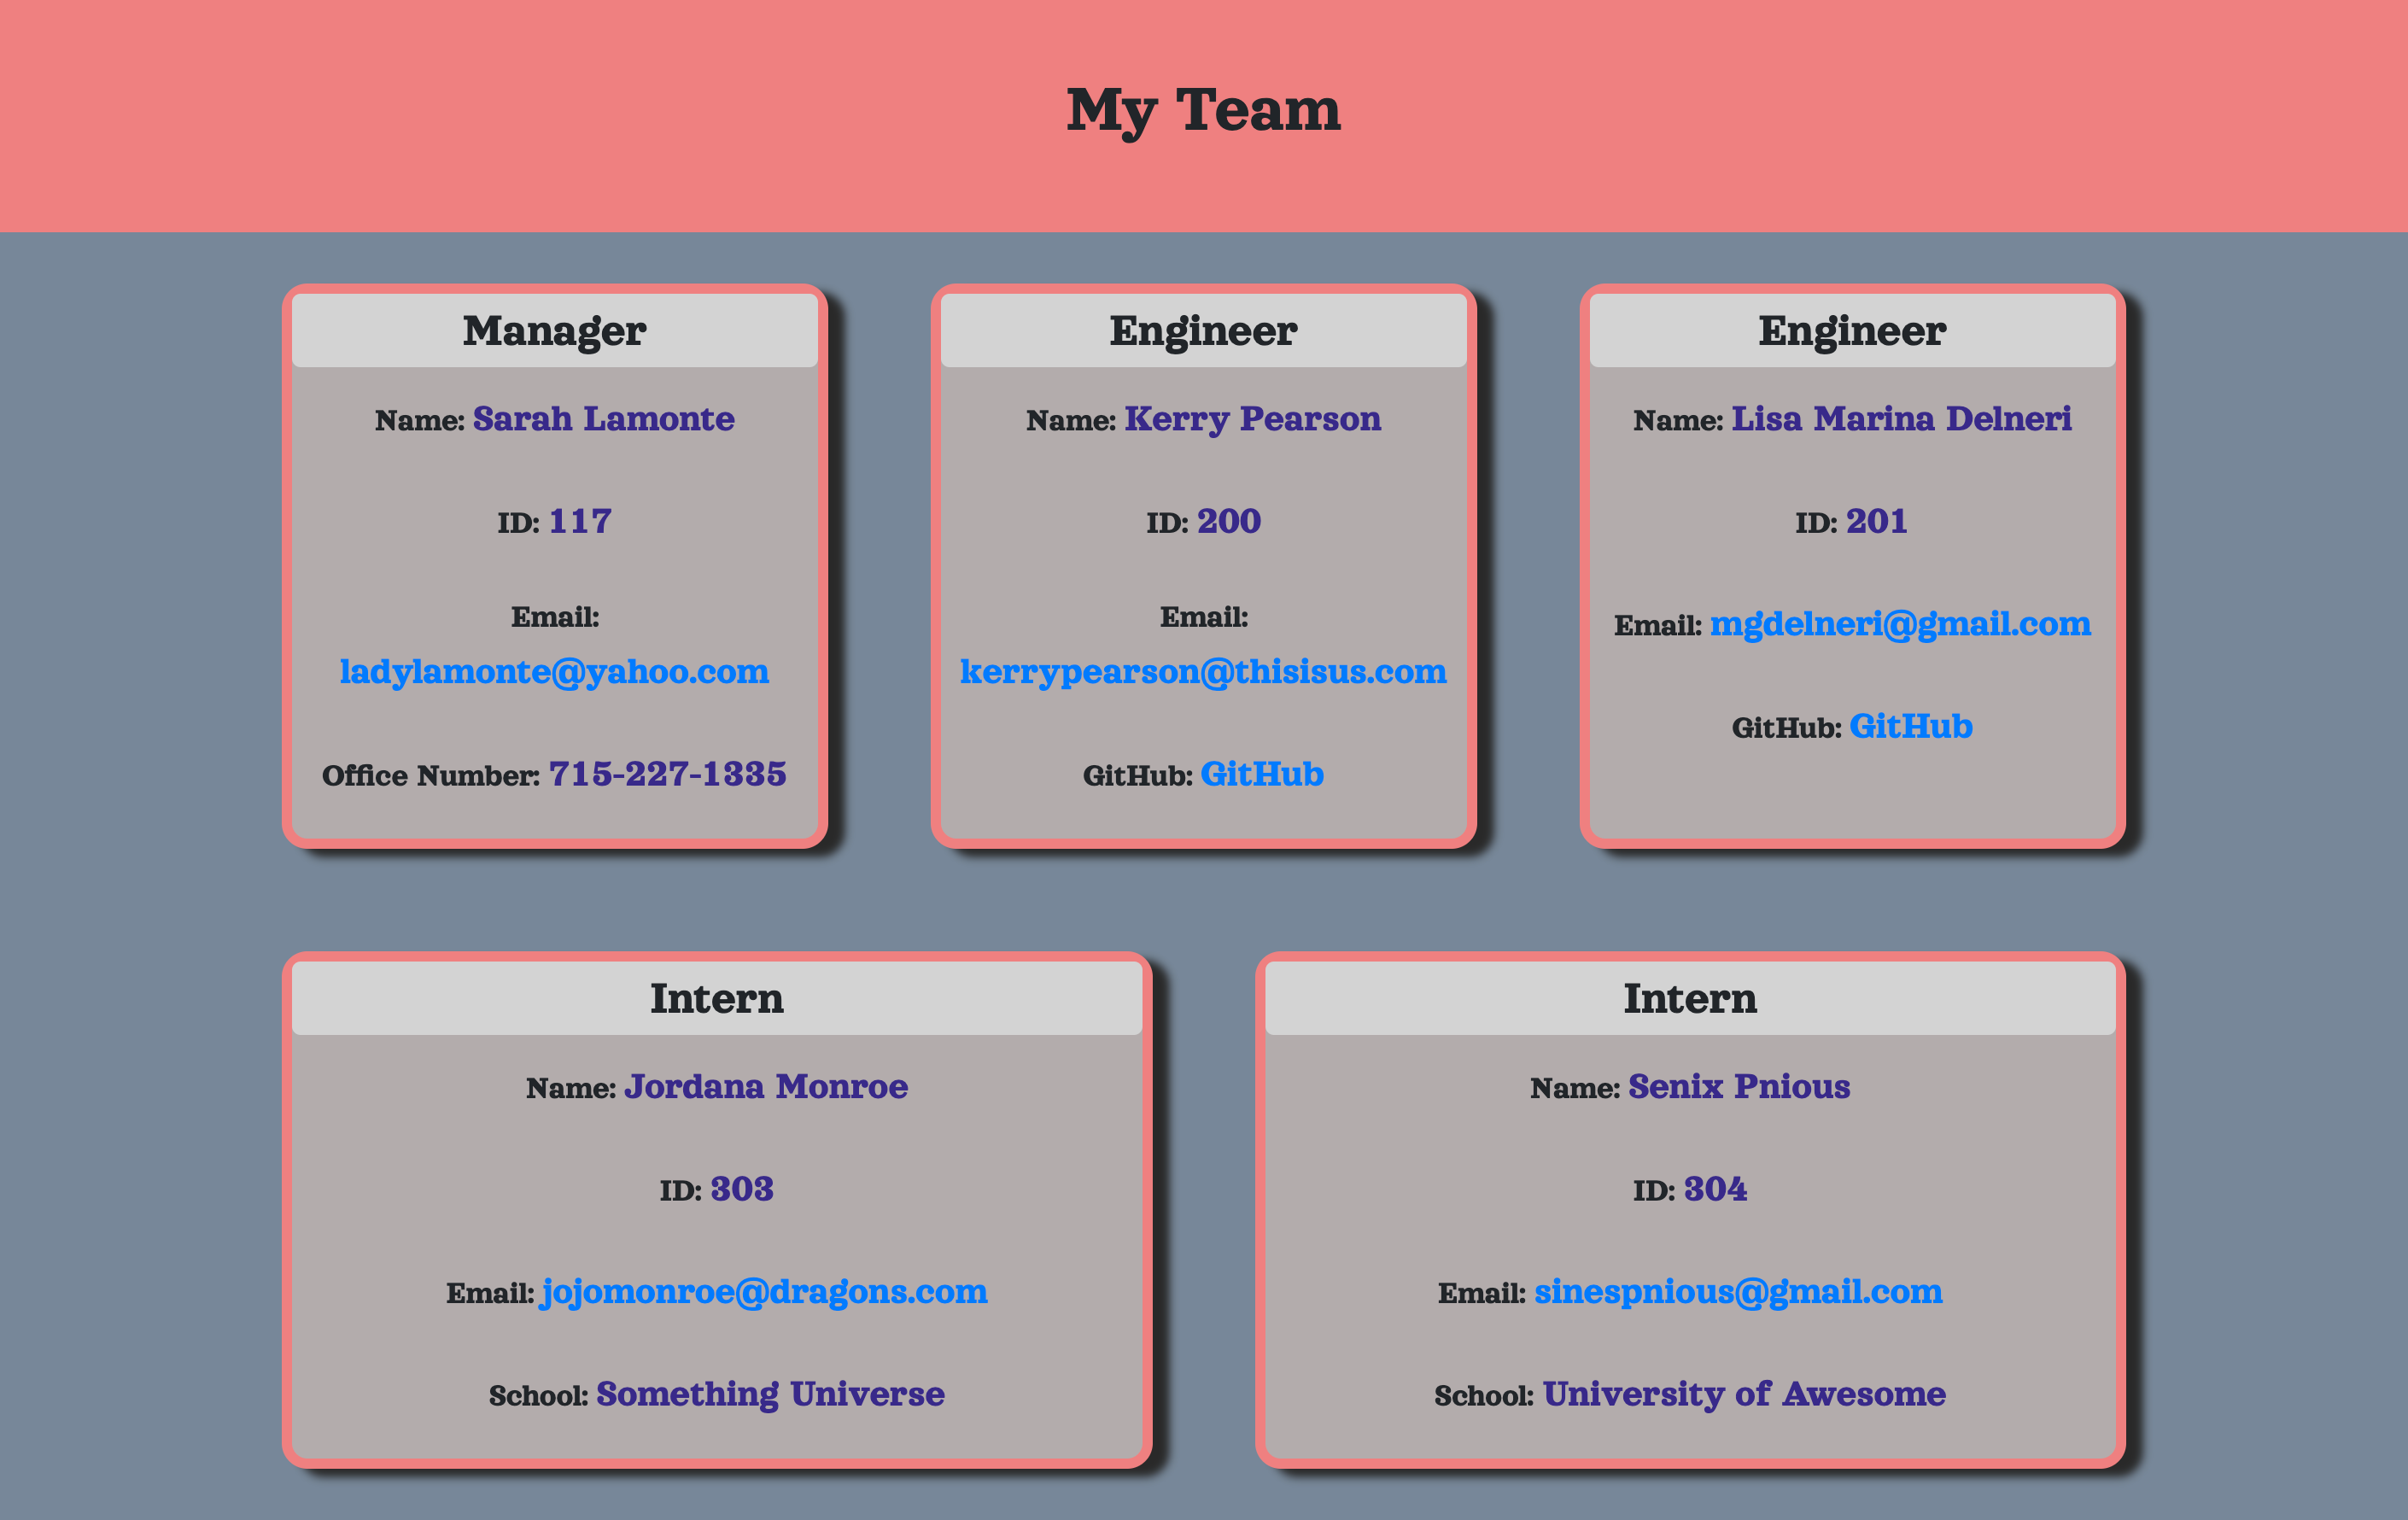 My Team
Manager
Name: Sarah Lamonte
ID: 117
Email:
ladylamonte@yahoo.com
Office Number: 715-227-1335
Engineer
Name: Kerry Pearson
ID: 200
Email:
kerrypearson@thisisus.com
GitHub: GitHub
Engineer
Name: Lisa Marina Delneri
ID: 201
Email: mgdelneri@gmail.com
GitHub: GitHub
Intern
Name: Jordana Monroe
ID: 303
Email: jojomonroe@dragons.com
School: Something Universe
Intern
Name: Senix Pnious
ID: 304
Email: sinespnious@gmail.com
School: University of Awesome